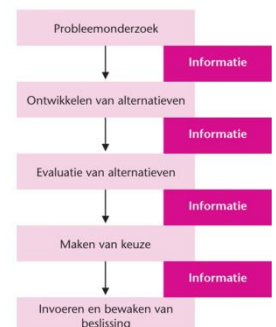 Probleemonderzoek
Informatie
Ontwikkelen van alternatieven
Informatie
Evaluatie van alternatieven
Informatie
Maken van keuze
Informatie
Invoeren en bewaken van
beslissing